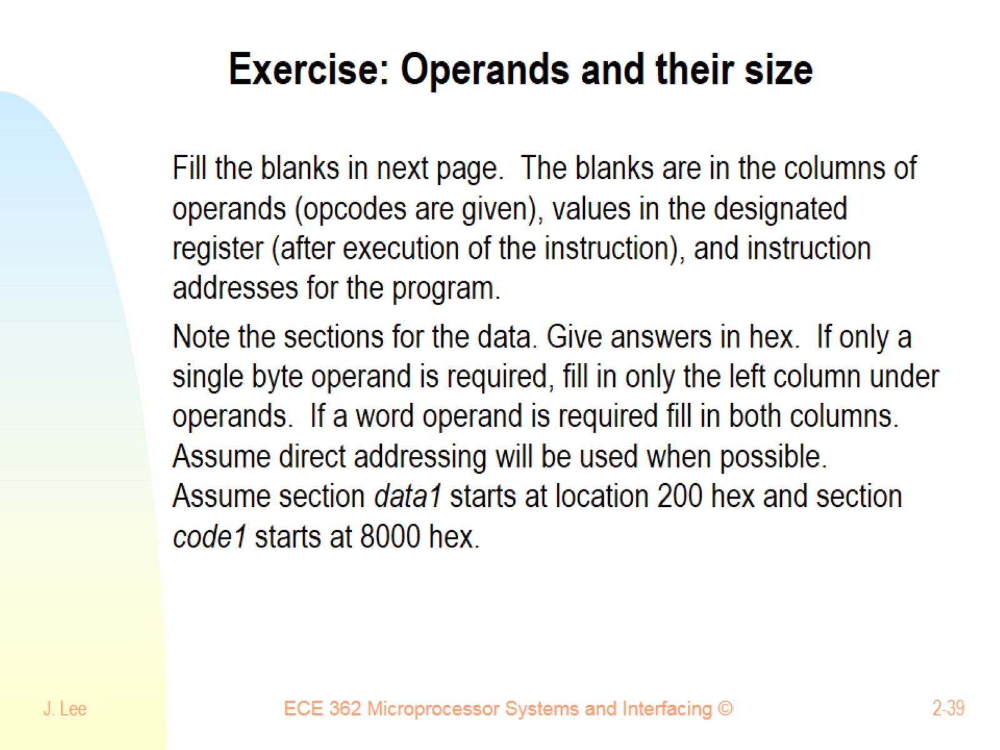 Exercise: Operands and their size
Fill the blanks in next page.  The blanks are in the columns of
operands (opcodes are given), values in the designated
register (after execution of the instruction), and instruction
addresses for the program.
Note the sections for the data. Give answers in hex.  If only a
single byte operand is required, fill in only the left column under
operands.  If a word operand is required fill in both columns.
Assume direct addressing will be used when possible.
Assume section data1 starts at location 200 hex and section
code1 starts at 8000 hex.
J. Lee
ECE 362 Microprocessor Systems and Interfacing ©
2-39